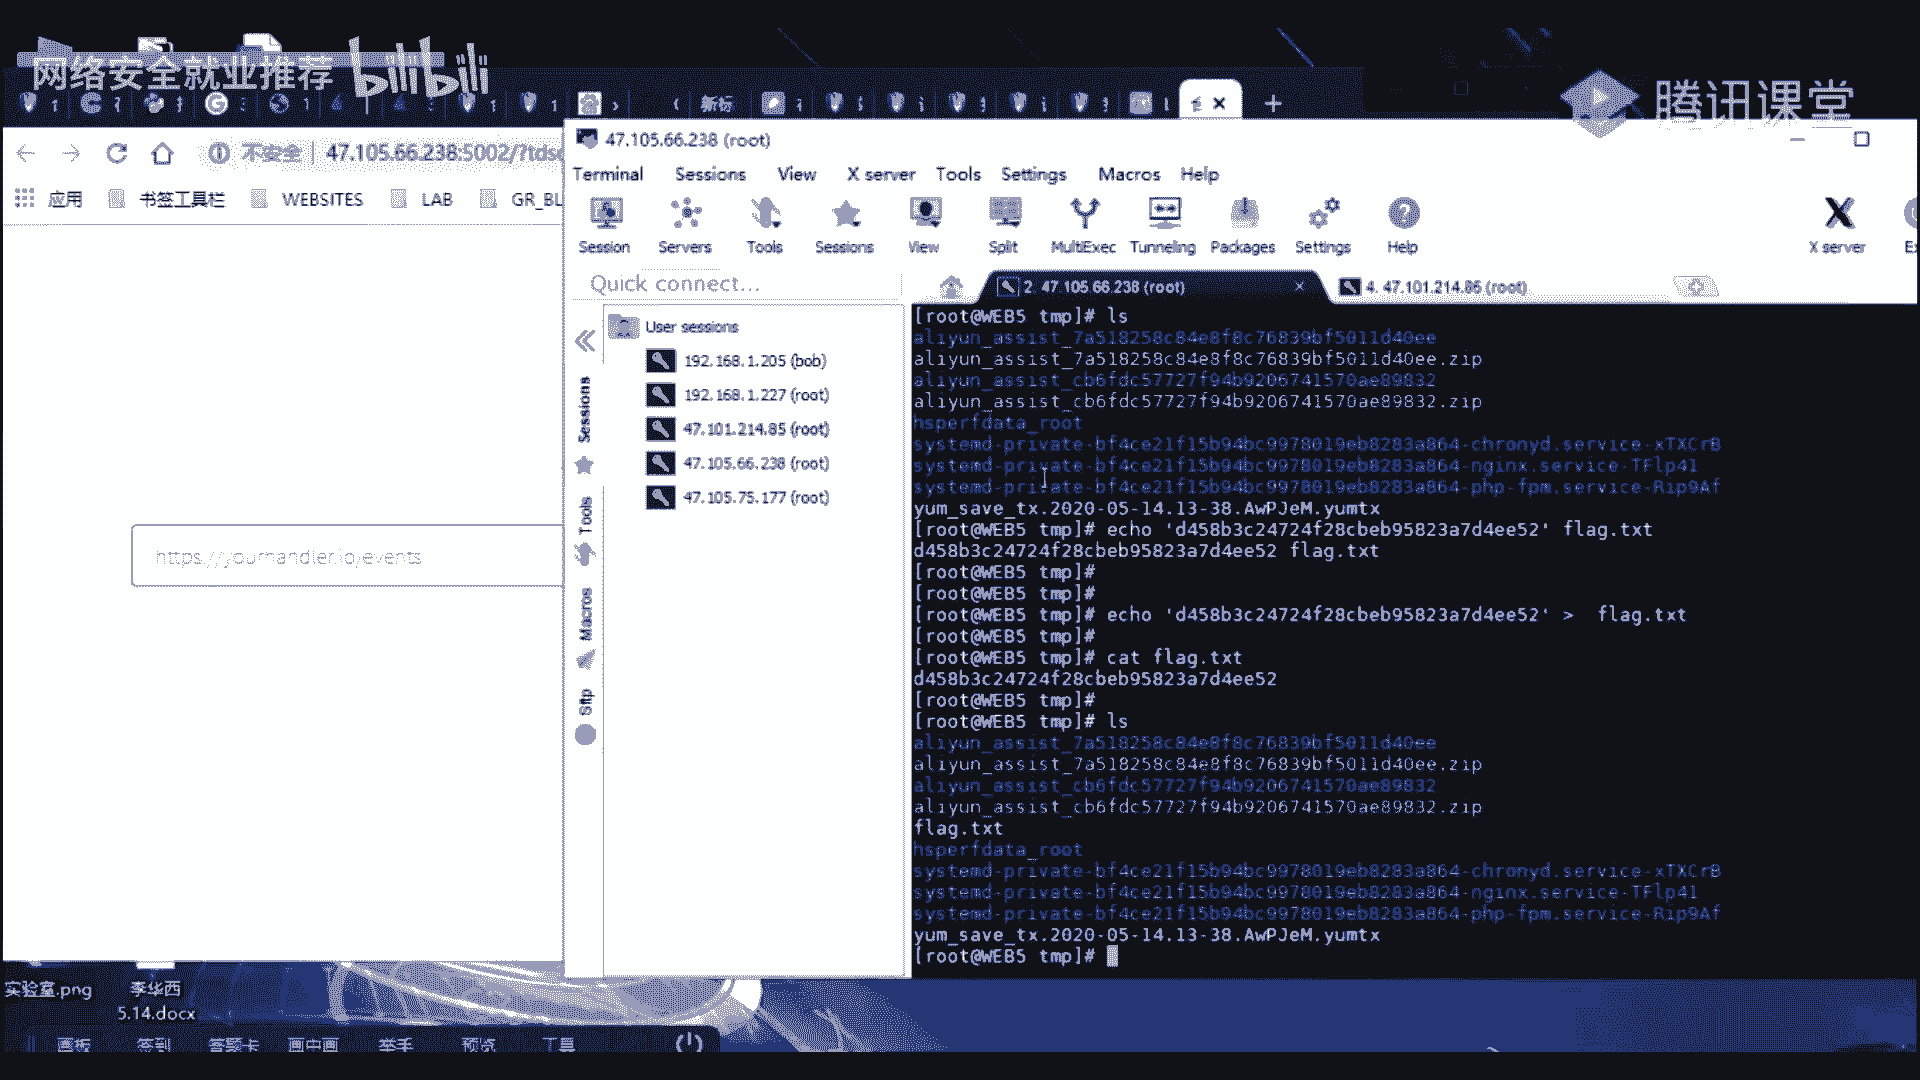 网络安全就业推荐 bilibili
腾讯课堂
新标
不安全 47.105.66.238:5002/?tds
应用 书签工具栏 WEBSITES LAB GR_BL
https://yourhandler.io/events
47.105.66.238 (root)
Terminal Sessions View X server Tools Settings Macros Help
Session Servers Tools Sessions View Split MultiExec Tunneling Packages Settings Help X server
Quick connect...
2. 47.105.66.238 (root)
4. 47.101.214.85 (root)
Sessions
Tools
Macros
Sftp
User sessions
192.168.1.205 (bob)
192.168.1.227 (root)
47.101.214.85 (root)
47.105.66.238 (root)
47.105.75.177 (root)
[root@WEB5 tmp]# ls
aliyun_assist_7a518258c84e8f8c76839bf5011d40ee
aliyun_assist_7a518258c84e8f8c76839bf5011d40ee.zip
aliyun_assist_cb6fdc57727f94b9206741570ae89832
aliyun_assist_cb6fdc57727f94b9206741570ae89832.zip
hsperfdata_root
systemd-private-bf4ce21f15b94bc9978019eb8283a864-chronyd.service-xTXCrB
systemd-private-bf4ce21f15b94bc9978019eb8283a864-nginx.service-TFlp41
systemd-private-bf4ce21f15b94bc9978019eb8283a864-php-fpm.service-Rip9Af
yum_save_tx.2020-05-14.13-38.AwPJeM.yumtx
[root@WEB5 tmp]# echo 'd458b3c24724f28cbeb95823a7d4ee52' flag.txt
d458b3c24724f28cbeb95823a7d4ee52 flag.txt
[root@WEB5 tmp]#
[root@WEB5 tmp]#
[root@WEB5 tmp]# echo 'd458b3c24724f28cbeb95823a7d4ee52' >  flag.txt
[root@WEB5 tmp]#
[root@WEB5 tmp]# cat flag.txt
d458b3c24724f28cbeb95823a7d4ee52
[root@WEB5 tmp]#
[root@WEB5 tmp]# ls
aliyun_assist_7a518258c84e8f8c76839bf5011d40ee
aliyun_assist_7a518258c84e8f8c76839bf5011d40ee.zip
aliyun_assist_cb6fdc57727f94b9206741570ae89832
aliyun_assist_cb6fdc57727f94b9206741570ae89832.zip
flag.txt
hsperfdata_root
systemd-private-bf4ce21f15b94bc9978019eb8283a864-chronyd.service-xTXCrB
systemd-private-bf4ce21f15b94bc9978019eb8283a864-nginx.service-TFlp41
systemd-private-bf4ce21f15b94bc9978019eb8283a864-php-fpm.service-Rip9Af
yum_save_tx.2020-05-14.13-38.AwPJeM.yumtx
[root@WEB5 tmp]#
实验室.png
李华西
5.14.docx
画板 签到 答题卡 画中画 举手 预览 工具